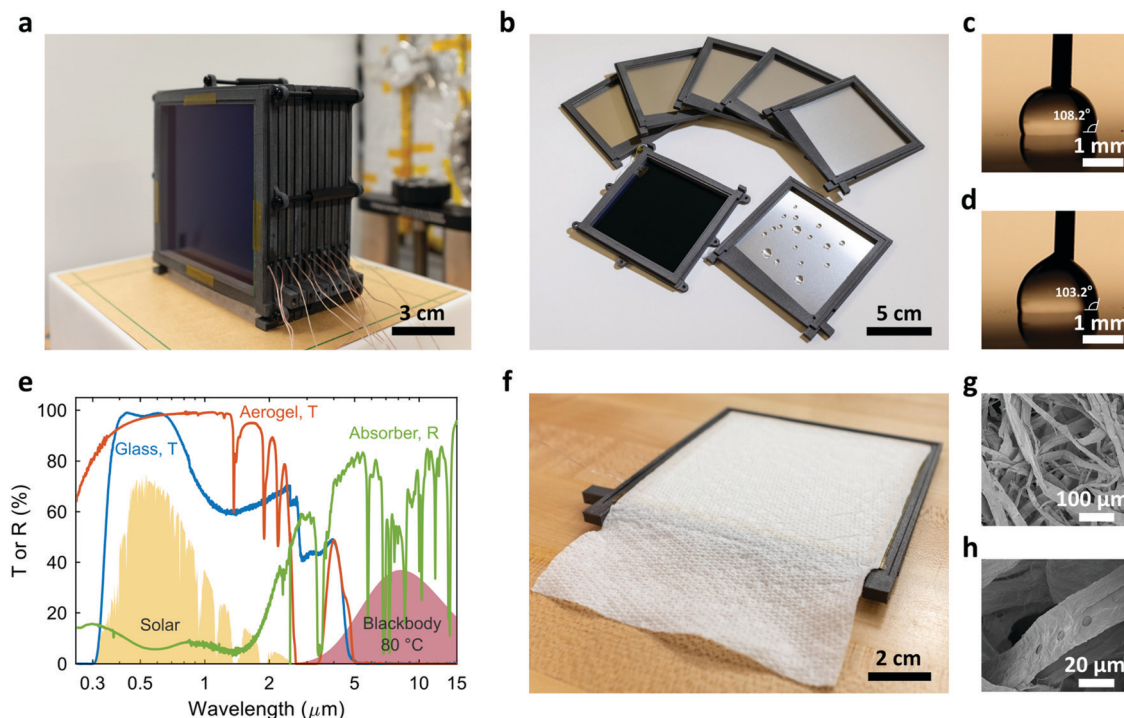 a
3 cm
b
5 cm
c
108.2°
1 mm
d
103.2°
1 mm
e
100
80
60
40
20
0
T or R (%)
Aerogel, T
Glass, T
Absorber, R
Solar
Blackbody
80 °C
0.3 0.5 1 2 5 10 15
Wavelength (μm)
f
2 cm
g
100 μm
h
20 μm